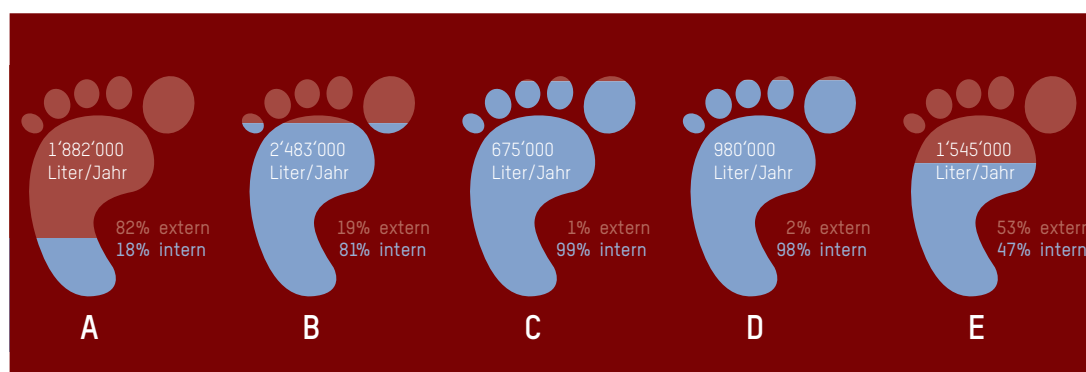 1’882’000
Liter/Jahr
82% extern
18% intern
A
2’483’000
Liter/Jahr
19% extern
81% intern
B
675’000
Liter/Jahr
1% extern
99% intern
C
980’000
Liter/Jahr
2% extern
98% intern
D
1’545’000
Liter/Jahr
53% extern
47% intern
E